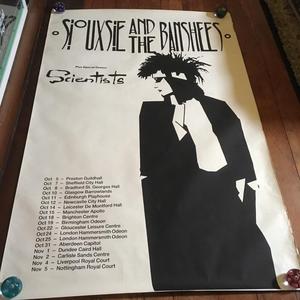 SIOUXSIE AND THE BANSHEES
Plus Special Guests
Scientists
Oct 5 – Preston Guildhall
Oct 7 – Sheffield City Hall
Oct 8 – Bradford St. Georges Hall
Oct 10 – Glasgow Barrowlands
Oct 11 – Edinburgh Playhouse
Oct 12 – Newcastle City Hall
Oct 14 – Leicester De Montford Hall
Oct 15 – Manchester Apollo
Oct 18 – Brighton Centre
Oct 19 – Birmingham Odeon
Oct 22 – Gloucester Leisure Centre
Oct 24 – London Hammersmith Odeon
Oct 25 – London Hammersmith Odeon
Oct 31 – Aberdeen Capitol
Nov 1 – Dundee Caird Hall
Nov 2 – Carlisle Sands Centre
Nov 4 – Liverpool Royal Court
Nov 5 – Nottingham Royal Court